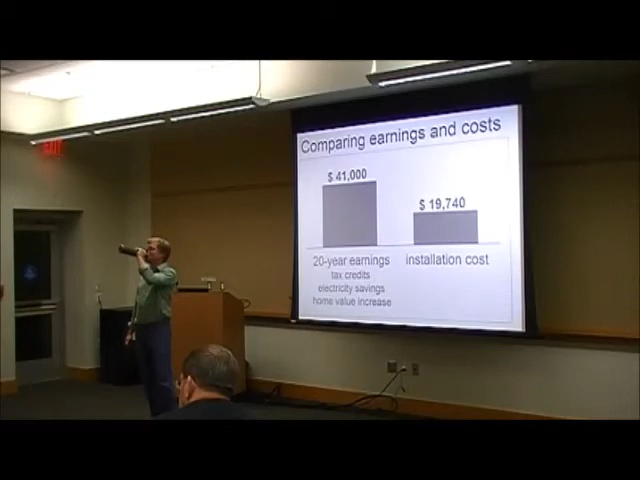 Comparing earnings and costs
$ 41,000
$ 19,740
20-year earnings
tax credits
electricity savings
home value increase
installation cost